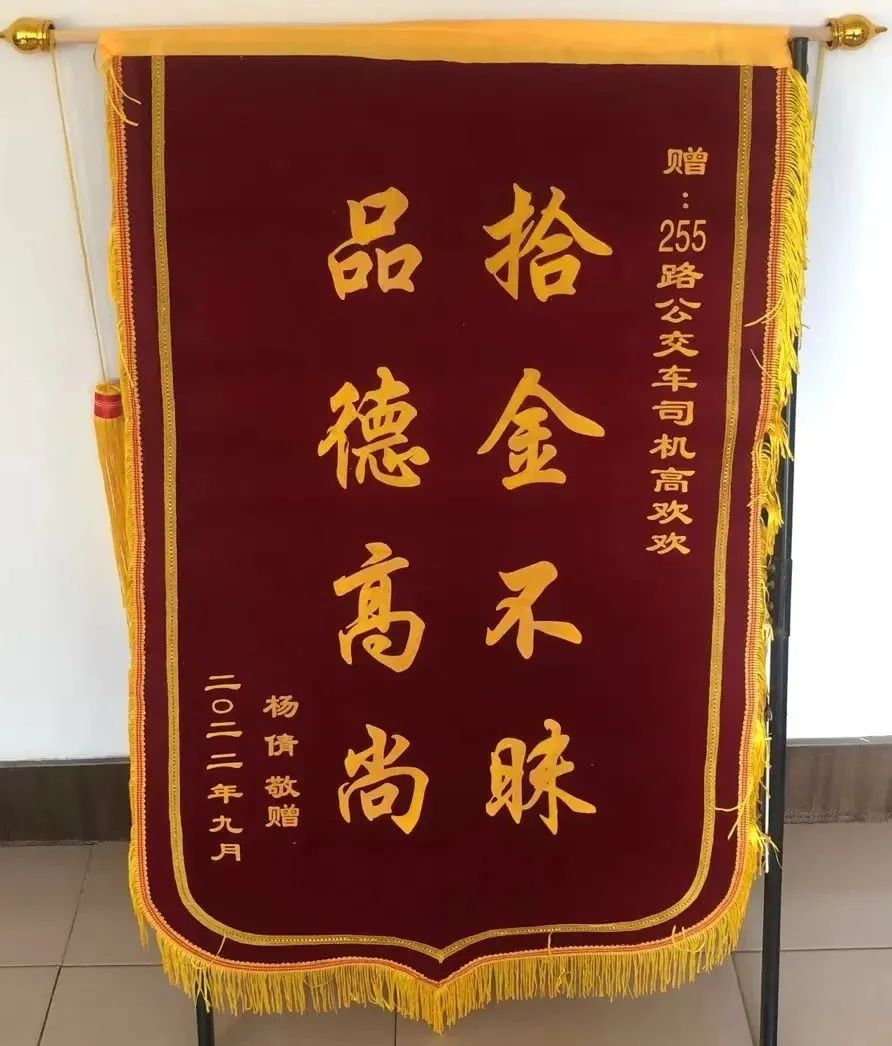 赠:255路公交车司机高欢欢
拾金不昧
品德高尚
杨倩敬赠
二〇二二年九月